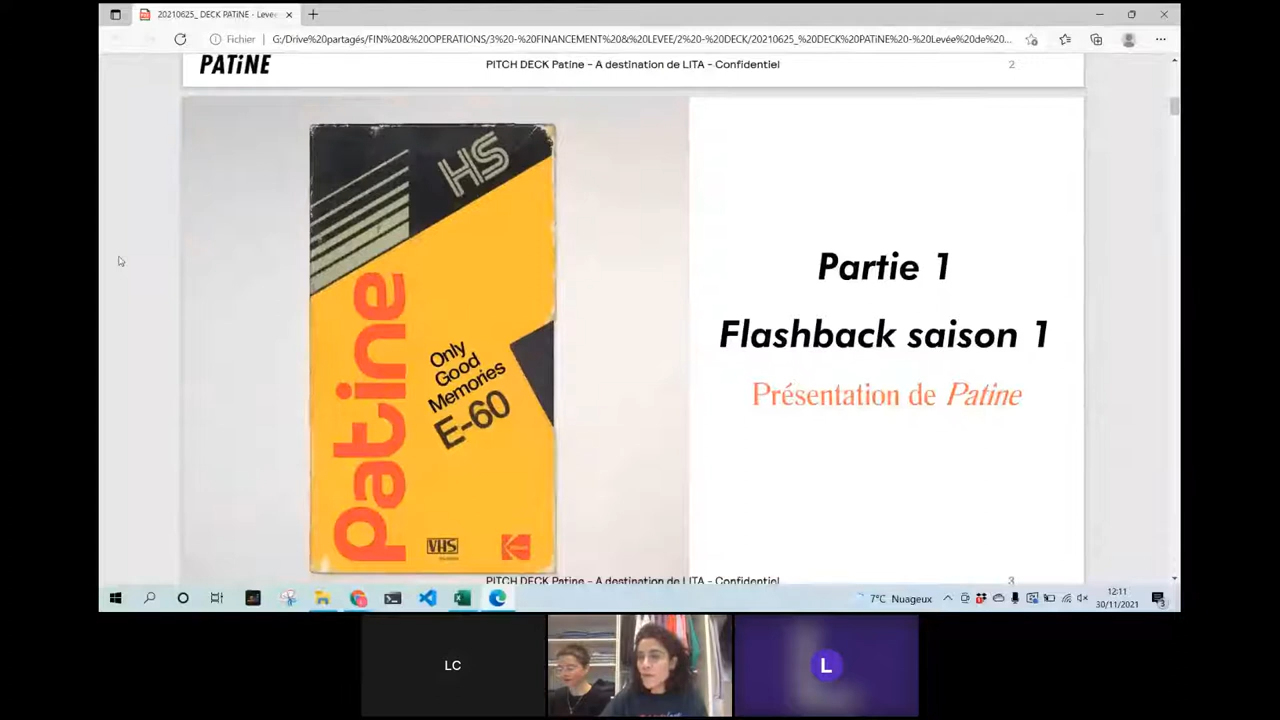 20210625_ DECK PATiNE - Leve
Fichier
G:/Drive%20partagés/FIN%20&%20OPERATIONS/3%20-%20FINANCEMENT%20&%20LEVEE/2%20-%20DECK/20210625_%20DECK%20PATiNE%20-%20Levée%20de%20...
PATiNE
PITCH DECK Patine - A destination de LITA - Confidentiel
2
HS
Patine
Only
Good
Memories
E-60
VHS
Partie 1
Flashback saison 1
Présentation de Patine
PITCH DECK Patine - A destination de LITA - Confidentiel
3
7°C Nuageux
12:11
30/11/2021
3
LC
L